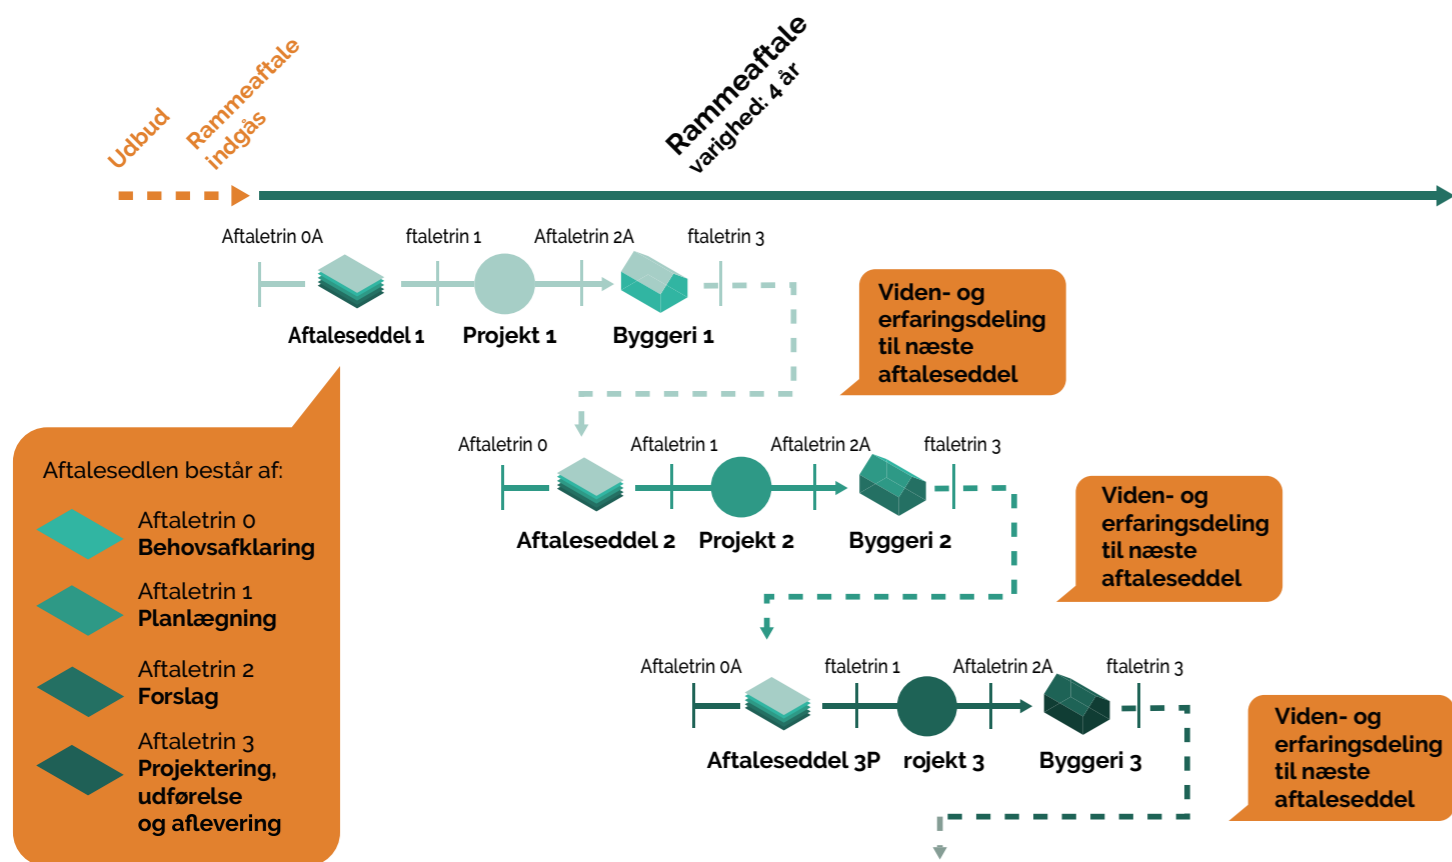 Udbud
Rammeaftale
indgås
Rammeaftale
varighed: 4 år
Aftaletrin 0A
ftaletrin 1
Aftaletrin 2A
ftaletrin 3
Aftaleseddel 1
Projekt 1
Byggeri 1
Viden- og
erfaringsdeling
til næste
aftaleseddel
Aftaletrin 0
Aftaletrin 1
Aftaletrin 2A
ftaletrin 3
Aftaleseddel 2
Projekt 2
Byggeri 2
Viden- og
erfaringsdeling
til næste
aftaleseddel
Aftaletrin 0A
ftaletrin 1
Aftaletrin 2A
ftaletrin 3
Aftaleseddel 3P
rojekt 3
Byggeri 3
Viden- og
erfaringsdeling
til næste
aftaleseddel
Aftalesedlen består af:
Aftaletrin 0
Behovsafklaring
Aftaletrin 1
Planlægning
Aftaletrin 2
Forslag
Aftaletrin 3
Projektering,
udførelse
og aflevering